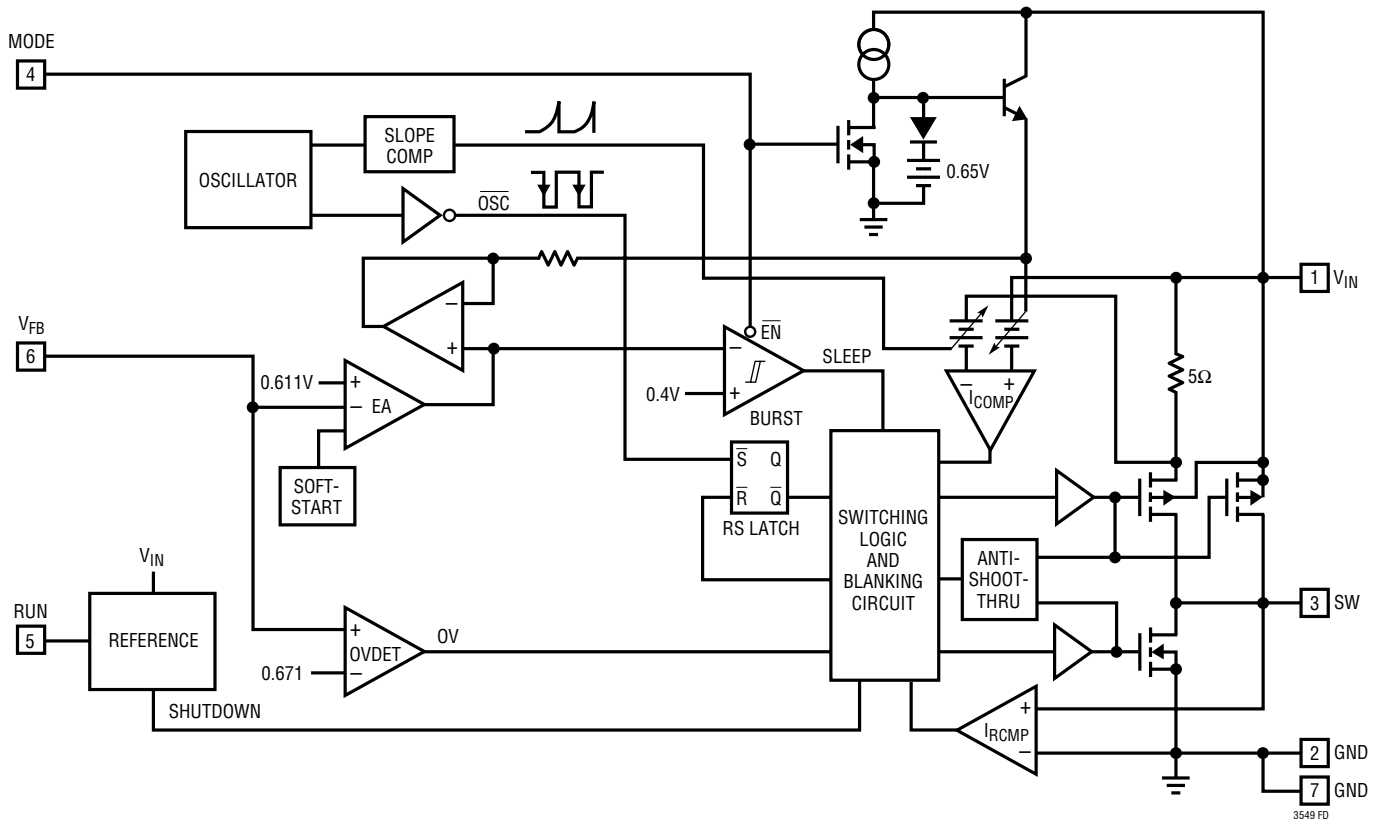 MODE
4
OSCILLATOR
SLOPE
COMP
OSC
0.65V
V_IN
1
V_FB
6
0.611V
+
−
EA
−
+
SOFT-
START
EN
−
0.4V
+
BURST
SLEEP
−
+
I_COMP
5Ω
S
Q
R
Q
RS LATCH
SWITCHING
LOGIC
AND
BLANKING
CIRCUIT
ANTI-
SHOOT-
THRU
3
SW
V_IN
RUN
5
REFERENCE
SHUTDOWN
+
OVDET
0.671
−
OV
+
I_RCMP
−
2
GND
7
GND
3549 FD